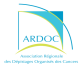 ARDOC
Association Régionale
des Dépistages Organisés des Cancers